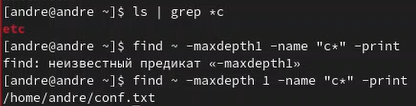 [andre@andre ~]$ ls | grep *c
etc
[andre@andre ~]$ find ~ -maxdepth1 -name "c*" -print
find: неизвестный предикат «-maxdepth1»
[andre@andre ~]$ find ~ -maxdepth 1 -name "c*" -print
/home/andre/conf.txt